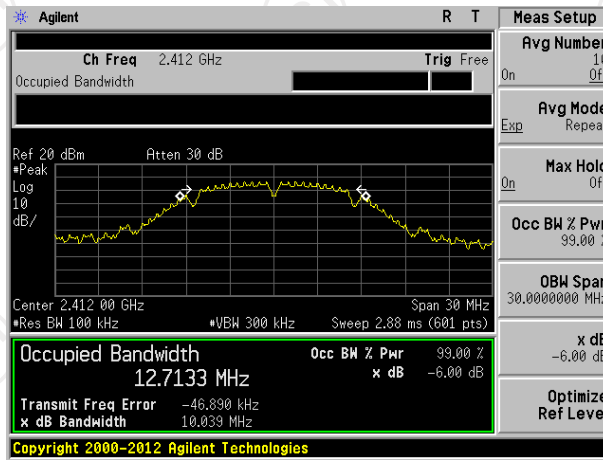 Agilent R T Meas Setup
Ch Freq 2.412 GHz Trig Free
Occupied Bandwidth
Avg Number
On
Avg Mode
Exp
Max Hold
On
Occ BW % Pwr
99.00 %
OBW Span
30.0000000 MHz
x dB
-6.00 dB
Optimize
Ref Level
Ref 20 dBm Atten 30 dB
#Peak
Log
10
dB/
Center 2.412 00 GHz Span 30 MHz
#Res BW 100 kHz #VBW 300 kHz Sweep 2.88 ms (601 pts)
Occupied Bandwidth Occ BW % Pwr 99.00 %
12.7133 MHz x dB -6.00 dB
Transmit Freq Error -46.890 kHz
x dB Bandwidth 10.039 MHz
Copyright 2000-2012 Agilent Technologies